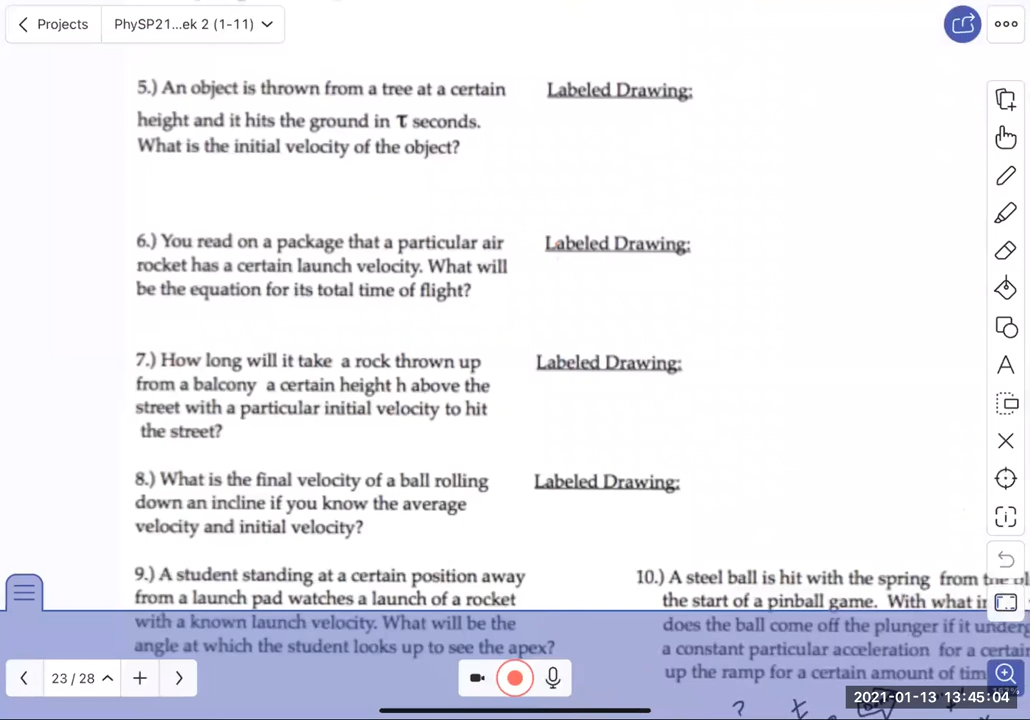 Projects
PhySP21...ek 2 (1-11)
5.) An object is thrown from a tree at a certain
height and it hits the ground in τ seconds.
What is the initial velocity of the object?
Labeled Drawing:
6.) You read on a package that a particular air
rocket has a certain launch velocity. What will
be the equation for its total time of flight?
Labeled Drawing:
7.) How long will it take a rock thrown up
from a balcony a certain height h above the
street with a particular initial velocity to hit
the street?
Labeled Drawing:
8.) What is the final velocity of a ball rolling
down an incline if you know the average
velocity and initial velocity?
Labeled Drawing:
9.) A student standing at a certain position away
from a launch pad watches a launch of a rocket
with a known launch velocity. What will be the
angle at which the student looks up to see the apex?
10.) A steel ball is hit with the spring from
the start of a pinball game. With what
does the ball come off the plunger if it
a constant particular acceleration for a
up the ramp for a certain amount of
? t
23 / 28
2021-01-13 13:45:04